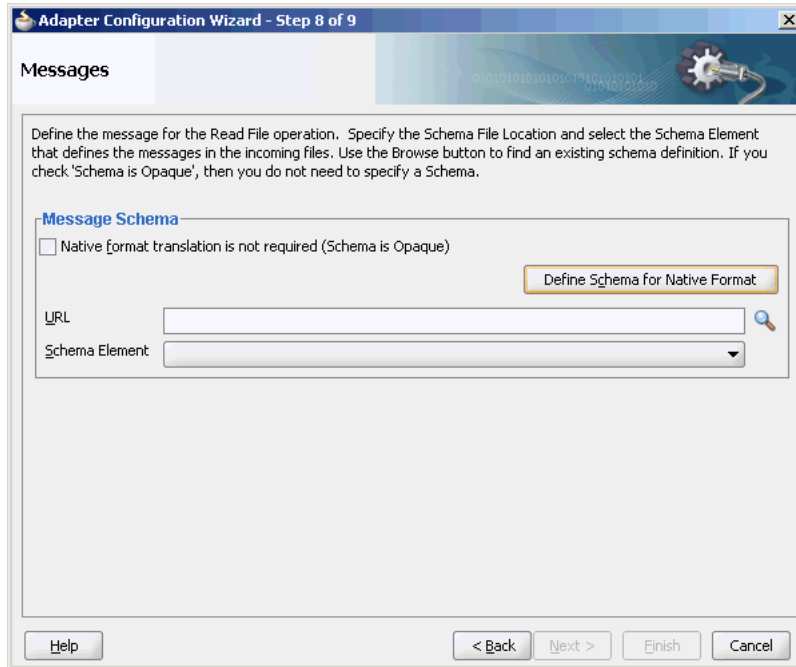 Adapter Configuration Wizard - Step 8 of 9
Messages
Define the message for the Read File operation. Specify the Schema File Location and select the Schema Element
that defines the messages in the incoming files. Use the Browse button to find an existing schema definition. If you
check 'Schema is Opaque', then you do not need to specify a Schema.
Message Schema
Native format translation is not required (Schema is Opaque)
Define Schema for Native Format
URL
Schema Element
Help
< Back
Next >
Finish
Cancel